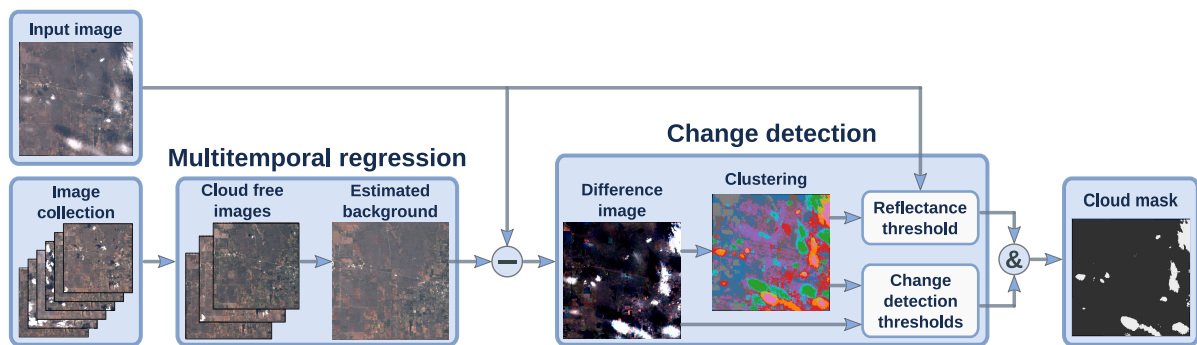 Input image
Image
collection
Multitemporal regression
Cloud free
images
Estimated
background
−
Change detection
Difference
image
Clustering
Reflectance
threshold
Change
detection
thresholds
&
Cloud mask